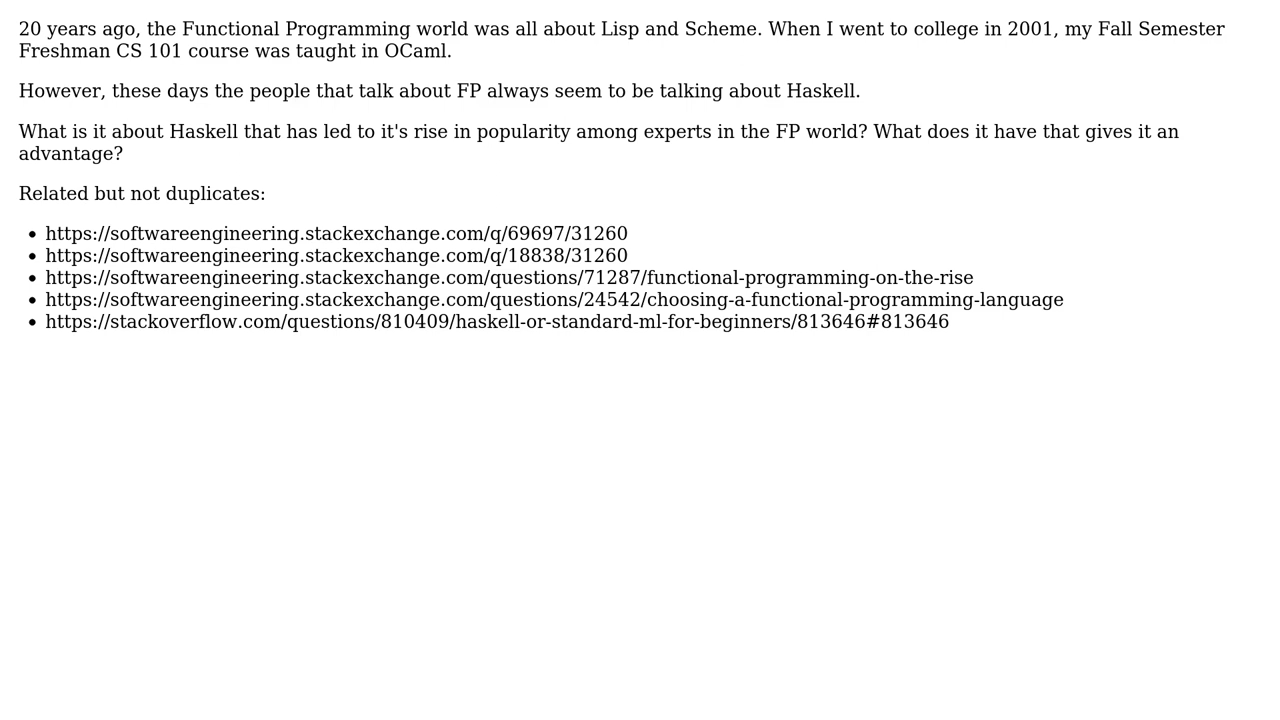 20 years ago, the Functional Programming world was all about Lisp and Scheme. When I went to college in 2001, my Fall Semester
Freshman CS 101 course was taught in OCaml.
However, these days the people that talk about FP always seem to be talking about Haskell.
What is it about Haskell that has led to it's rise in popularity among experts in the FP world? What does it have that gives it an
advantage?
Related but not duplicates:
• https://softwareengineering.stackexchange.com/q/69697/31260
• https://softwareengineering.stackexchange.com/q/18838/31260
• https://softwareengineering.stackexchange.com/questions/71287/functional-programming-on-the-rise
• https://softwareengineering.stackexchange.com/questions/24542/choosing-a-functional-programming-language
• https://stackoverflow.com/questions/810409/haskell-or-standard-ml-for-beginners/813646#813646